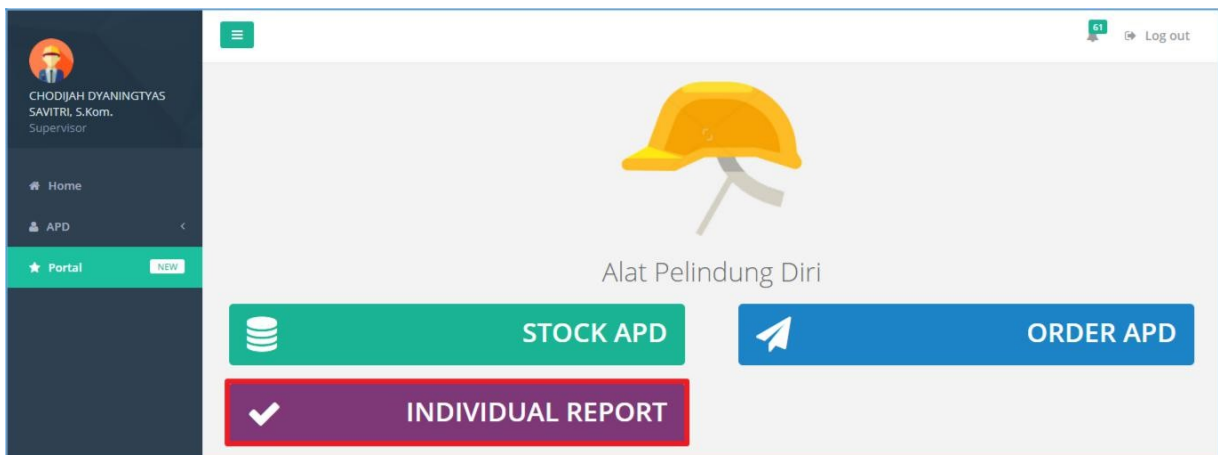 CHODIJAH DYANINGTYAS
SAVITRI, S.Kom.
Supervisor
Home
APD
Portal NEW
61
Log out
Alat Pelindung Diri
STOCK APD
ORDER APD
INDIVIDUAL REPORT